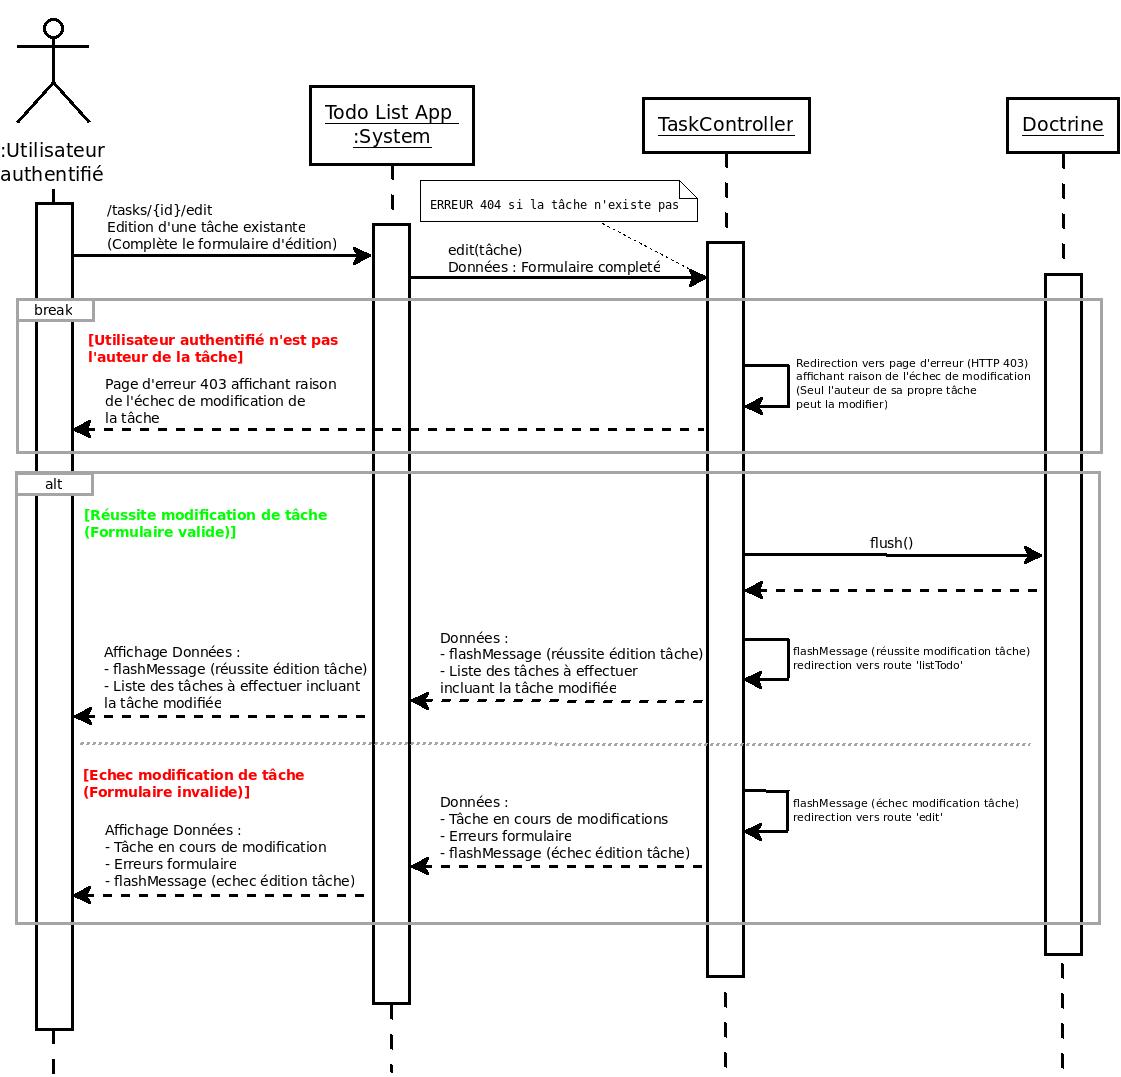 :Utilisateur
authentifié
Todo List App
:System
TaskController
Doctrine
ERREUR 404 si la tâche n'existe pas
/tasks/{id}/edit
Edition d'une tâche existante
(Complète le formulaire d'édition)
edit(tâche)
Données : Formulaire completé
break
[Utilisateur authentifié n'est pas
l'auteur de la tâche]
Page d'erreur 403 affichant raison
de l'échec de modification de
la tâche
Redirection vers page d'erreur (HTTP 403)
affichant raison de l'échec de modification
(Seul l'auteur de sa propre tâche
peut la modifier)
alt
[Réussite modification de tâche
(Formulaire valide)]
flush()
Affichage Données :
- flashMessage (réussite édition tâche)
- Liste des tâches à effectuer incluant
la tâche modifiée
Données :
- flashMessage (réussite édition tâche)
- Liste des tâches à effectuer
incluant la tâche modifiée
flashMessage (réussite modification tâche)
redirection vers route 'listTodo'
[Echec modification de tâche
(Formulaire invalide)]
Affichage Données :
- Tâche en cours de modification
- Erreurs formulaire
- flashMessage (echec édition tâche)
Données :
- Tâche en cours de modifications
- Erreurs formulaire
- flashMessage (échec édition tâche)
flashMessage (échec modification tâche)
redirection vers route 'edit'